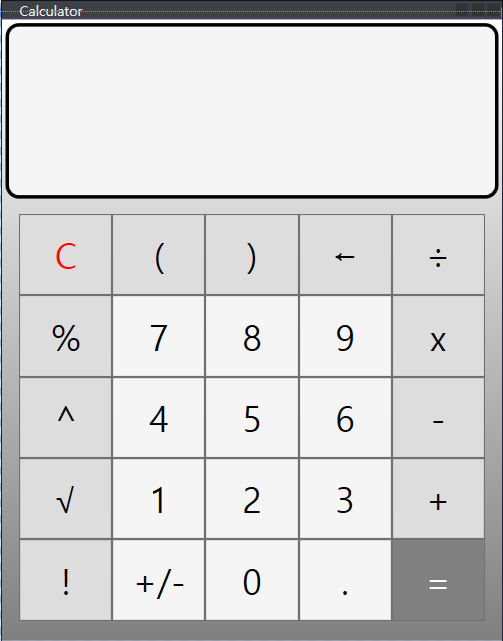 Calculator
C ( ) ← ÷
% 7 8 9 x
^ 4 5 6 -
√ 1 2 3 +
! +/- 0 . =